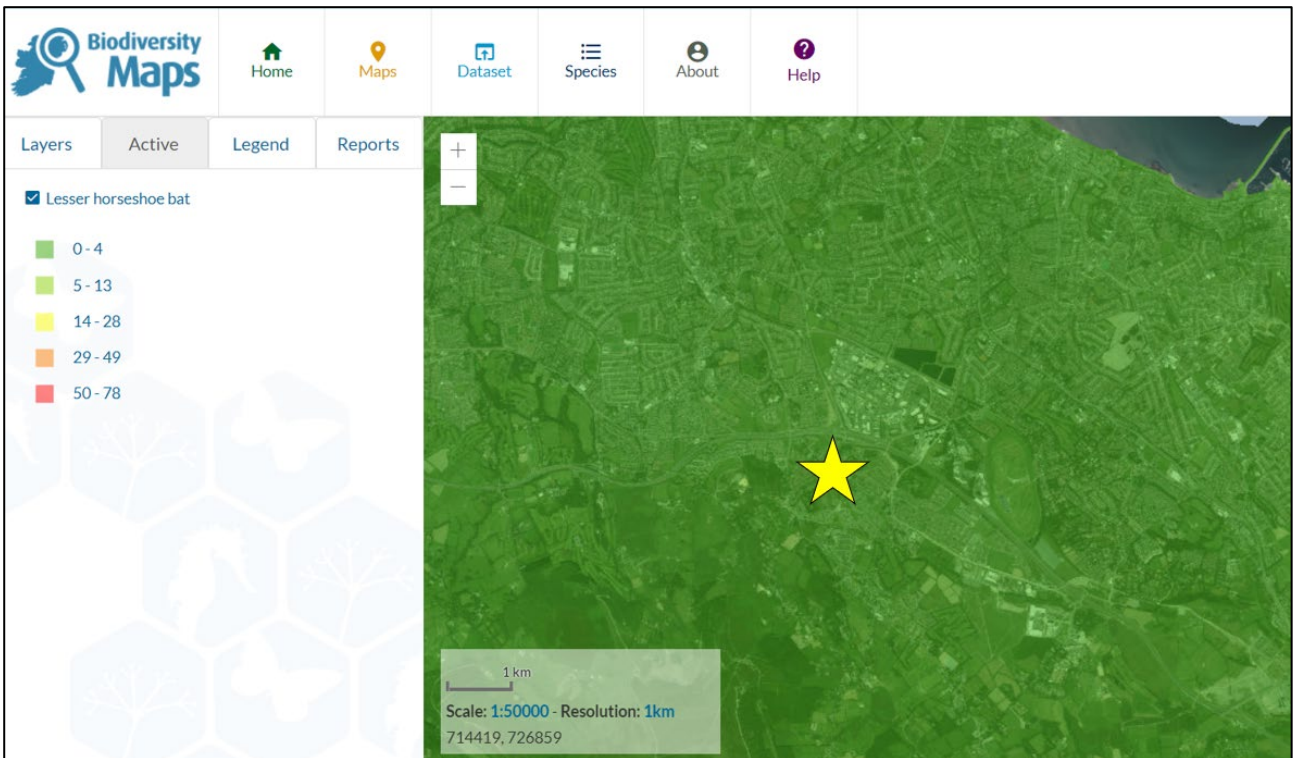 Biodiversity
Maps
Home
Maps
Dataset
Species
About
Help
Layers
Active
Legend
Reports
Lesser horseshoe bat
0 - 4
5 - 13
14 - 28
29 - 49
50 - 78
+
−
1 km
Scale: 1:50000 - Resolution: 1km
714419, 726859